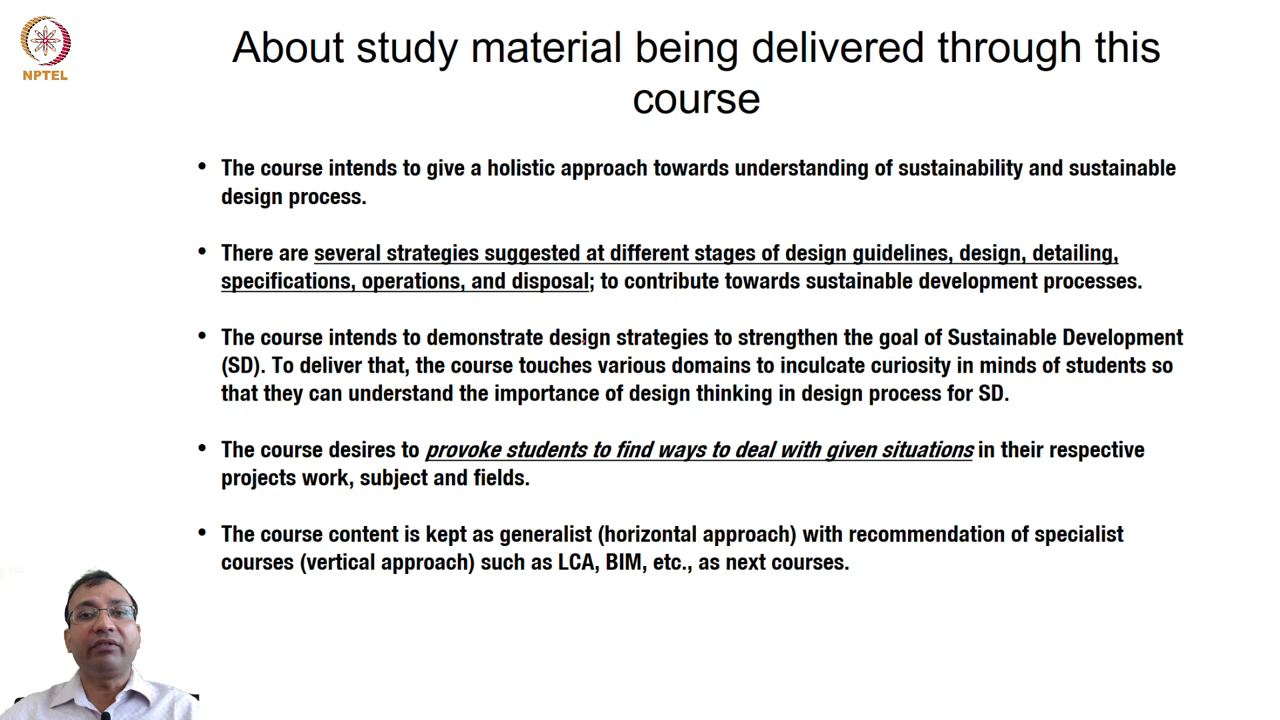 NPTEL
About study material being delivered through this
course
• The course intends to give a holistic approach towards understanding of sustainability and sustainable
design process.
• There are several strategies suggested at different stages of design guidelines, design, detailing,
specifications, operations, and disposal; to contribute towards sustainable development processes.
• The course intends to demonstrate design strategies to strengthen the goal of Sustainable Development
(SD). To deliver that, the course touches various domains to inculcate curiosity in minds of students so
that they can understand the importance of design thinking in design process for SD.
• The course desires to provoke students to find ways to deal with given situations in their respective
projects work, subject and fields.
• The course content is kept as generalist (horizontal approach) with recommendation of specialist
courses (vertical approach) such as LCA, BIM, etc., as next courses.